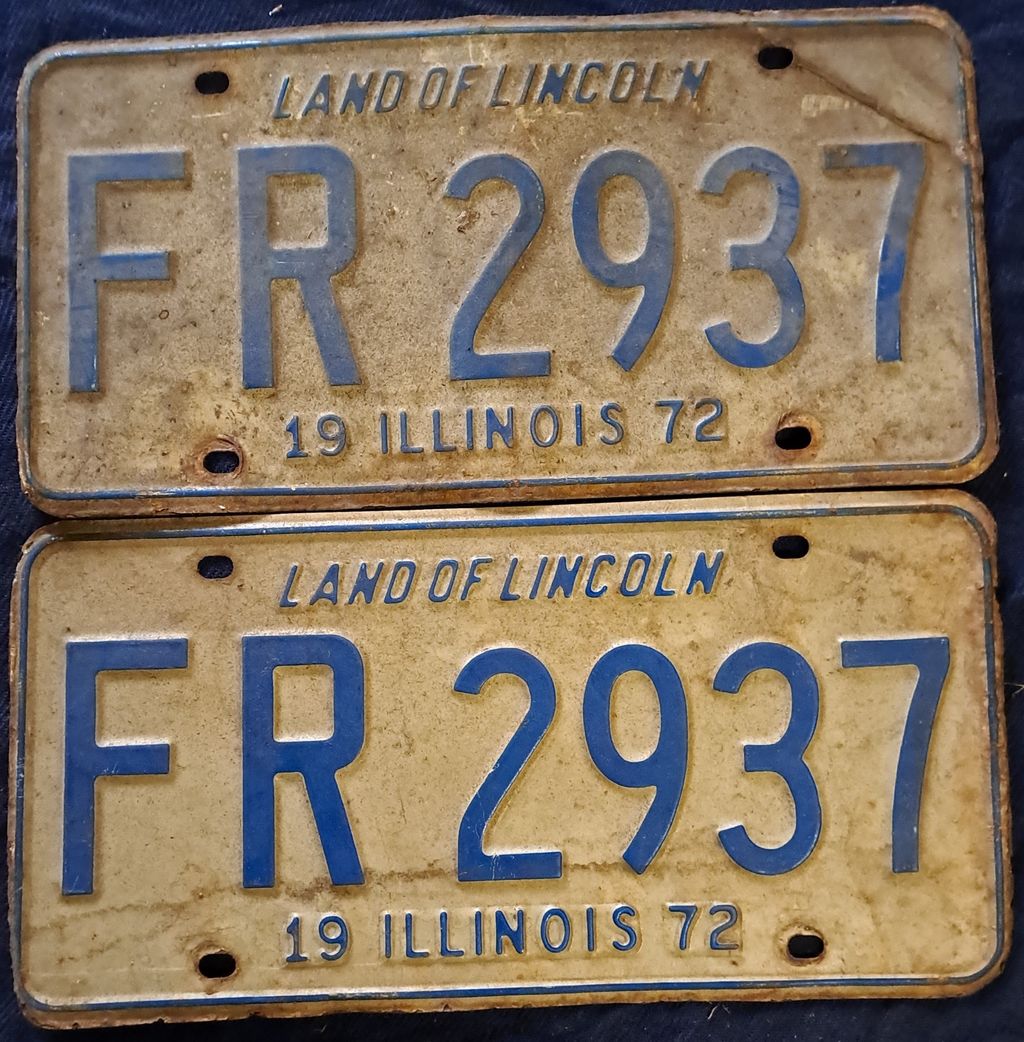 LAND OF LINCOLN
FR 2937
19 ILLINOIS 72
LAND OF LINCOLN
FR 2937
19 ILLINOIS 72